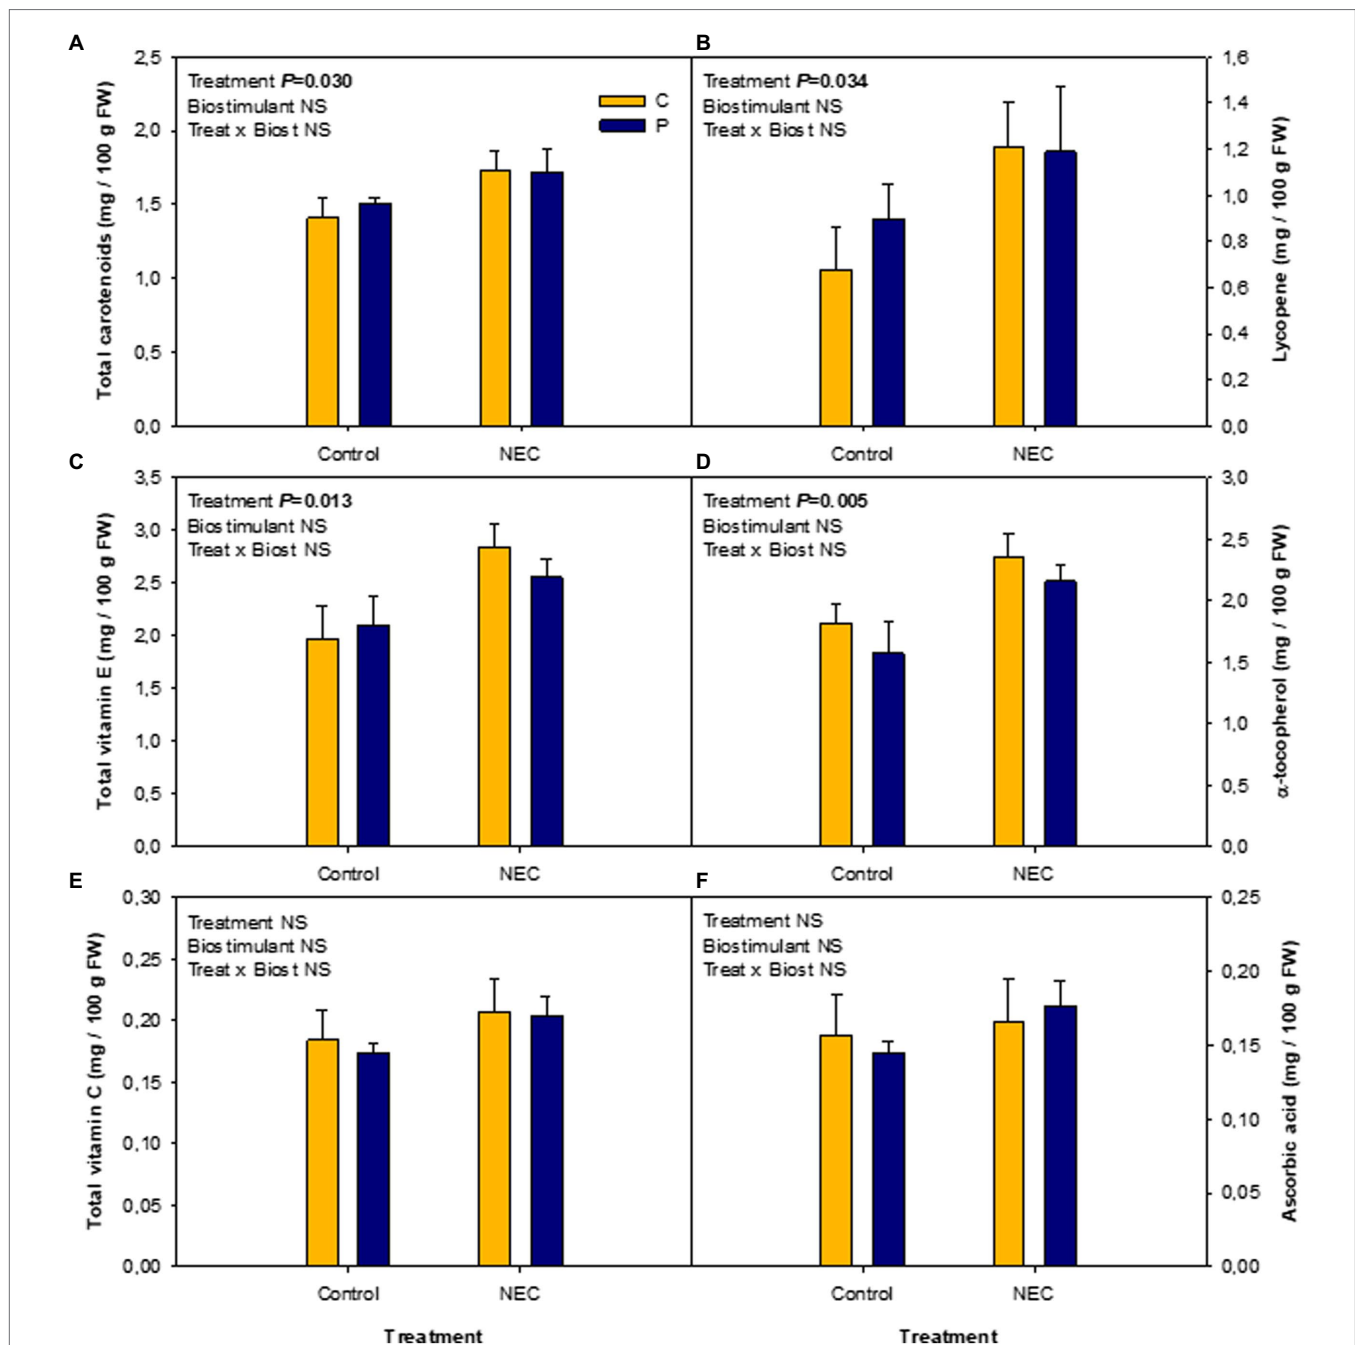 A
B
2,5
2,0
1,5
1,0
0,5
0,0
Total carotenoids (mg / 100 g FW)
Treatment P=0.030
Biostimulant NS
Treat x Biost NS
C
P
Control
NEC
Treatment P=0.034
Biostimulant NS
Treat x Biost NS
1,6
1,4
1,2
1,0
0,8
0,6
0,4
0,2
0,0
Lycopene (mg / 100 g FW)
Control
NEC
C
D
3,5
3,0
2,5
2,0
1,5
1,0
0,5
0,0
Total vitamin E (mg / 100 g FW)
Treatment P=0.013
Biostimulant NS
Treat x Biost NS
Control
NEC
Treatment P=0.005
Biostimulant NS
Treat x Biost NS
3,0
2,5
2,0
1,5
1,0
0,5
0,0
α-tocopherol (mg / 100 g FW)
Control
NEC
E
F
0,30
0,25
0,20
0,15
0,10
0,05
0,00
Total vitamin C (mg / 100 g FW)
Treatment NS
Biostimulant NS
Treat x Biost NS
Control
NEC
Treatment
Treatment NS
Biostimulant NS
Treat x Biost NS
0,25
0,20
0,15
0,10
0,05
0,00
Ascorbic acid (mg / 100 g FW)
Control
NEC
Treatment